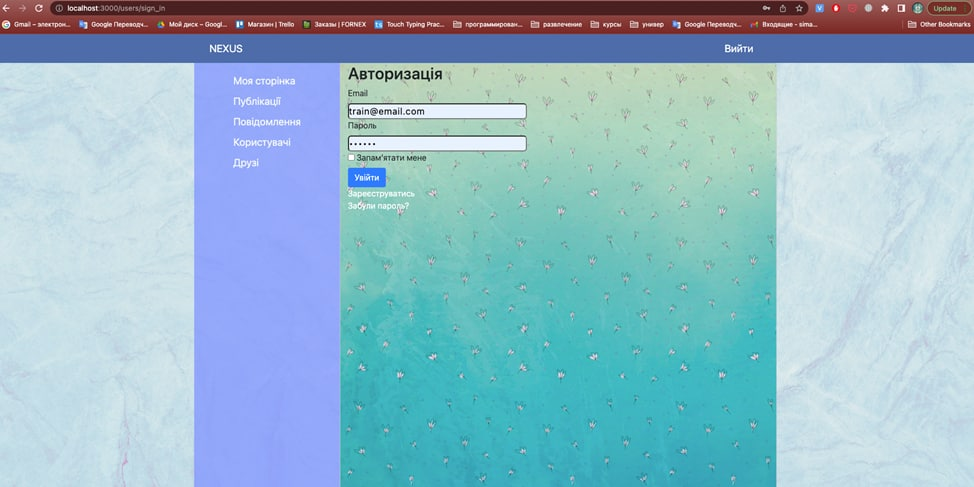 localhost:3000/users/sign_in
Update
Gmail – электрон...
Google Переводч...
Мой диск – Googl...
Магазин | Trello
Заказы | FORNEX
Touch Typing Prac...
программирован...
развлечение
курсы
универ
Google Переводч...
Входящие - sima...
Other Bookmarks
NEXUS
Вийти
Моя сторінка
Публікації
Повідомлення
Користувачі
Друзі
Авторизація
Email
train@email.com
Пароль
••••••
Запам'ятати мене
Увійти
Зареєструватись
Забули пароль?